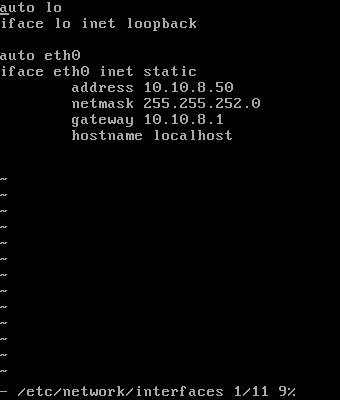 auto lo
iface lo inet loopback
auto eth0
iface eth0 inet static
address 10.10.8.50
netmask 255.255.252.0
gateway 10.10.8.1
hostname localhost
~
~
~
~
~
~
~
~
~
~
~
~
~
- /etc/network/interfaces 1/11 9%